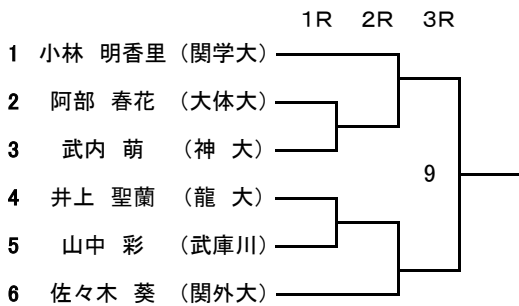 1R 2R 3R
1 小林 明香里 (関学大)
2 阿部 春花 (大体大)
3 武内 萌 (神 大)
9
4 井上 聖蘭 (龍 大)
5 山中 彩 (武庫川)
6 佐々木 葵 (関外大)